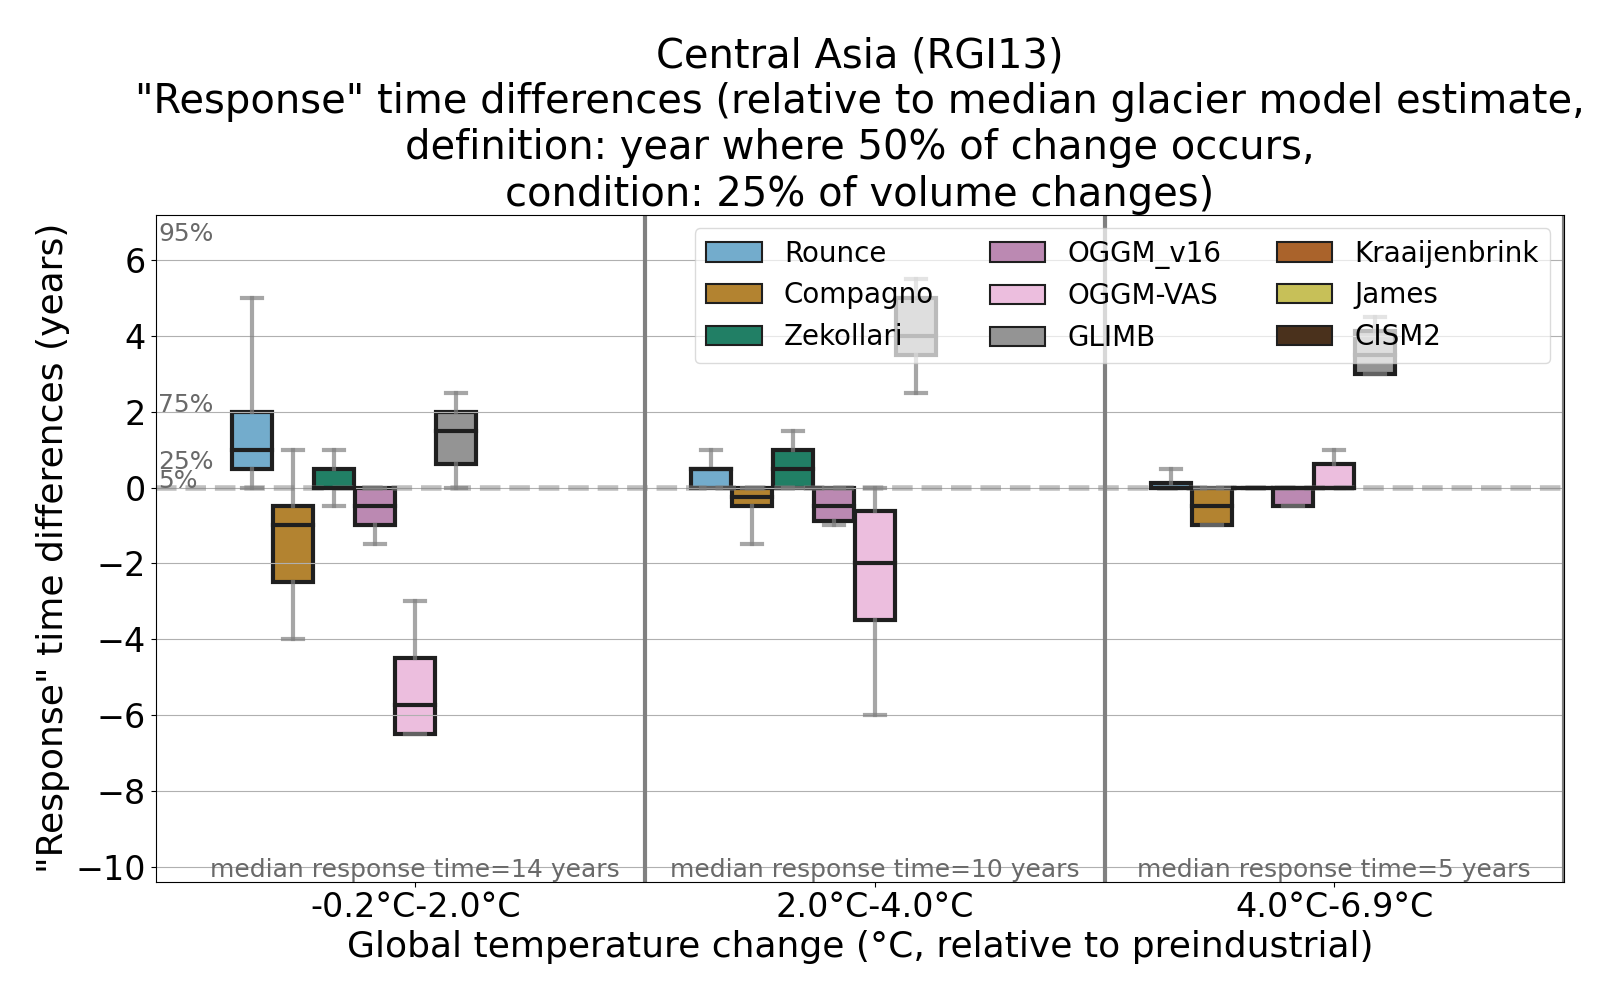 Central Asia (RGI13)
"Response" time differences (relative to median glacier model estimate,
definition: year where 50% of change occurs,
condition: 25% of volume changes)
"Response" time differences (years)
6
4
2
0
−2
−4
−6
−8
−10
95%
75%
25%
5%
Rounce
Compagno
Zekollari
OGGM_v16
OGGM-VAS
GLIMB
Kraaijenbrink
James
CISM2
median response time=14 years
median response time=10 years
median response time=5 years
-0.2°C-2.0°C
2.0°C-4.0°C
4.0°C-6.9°C
Global temperature change (°C, relative to preindustrial)